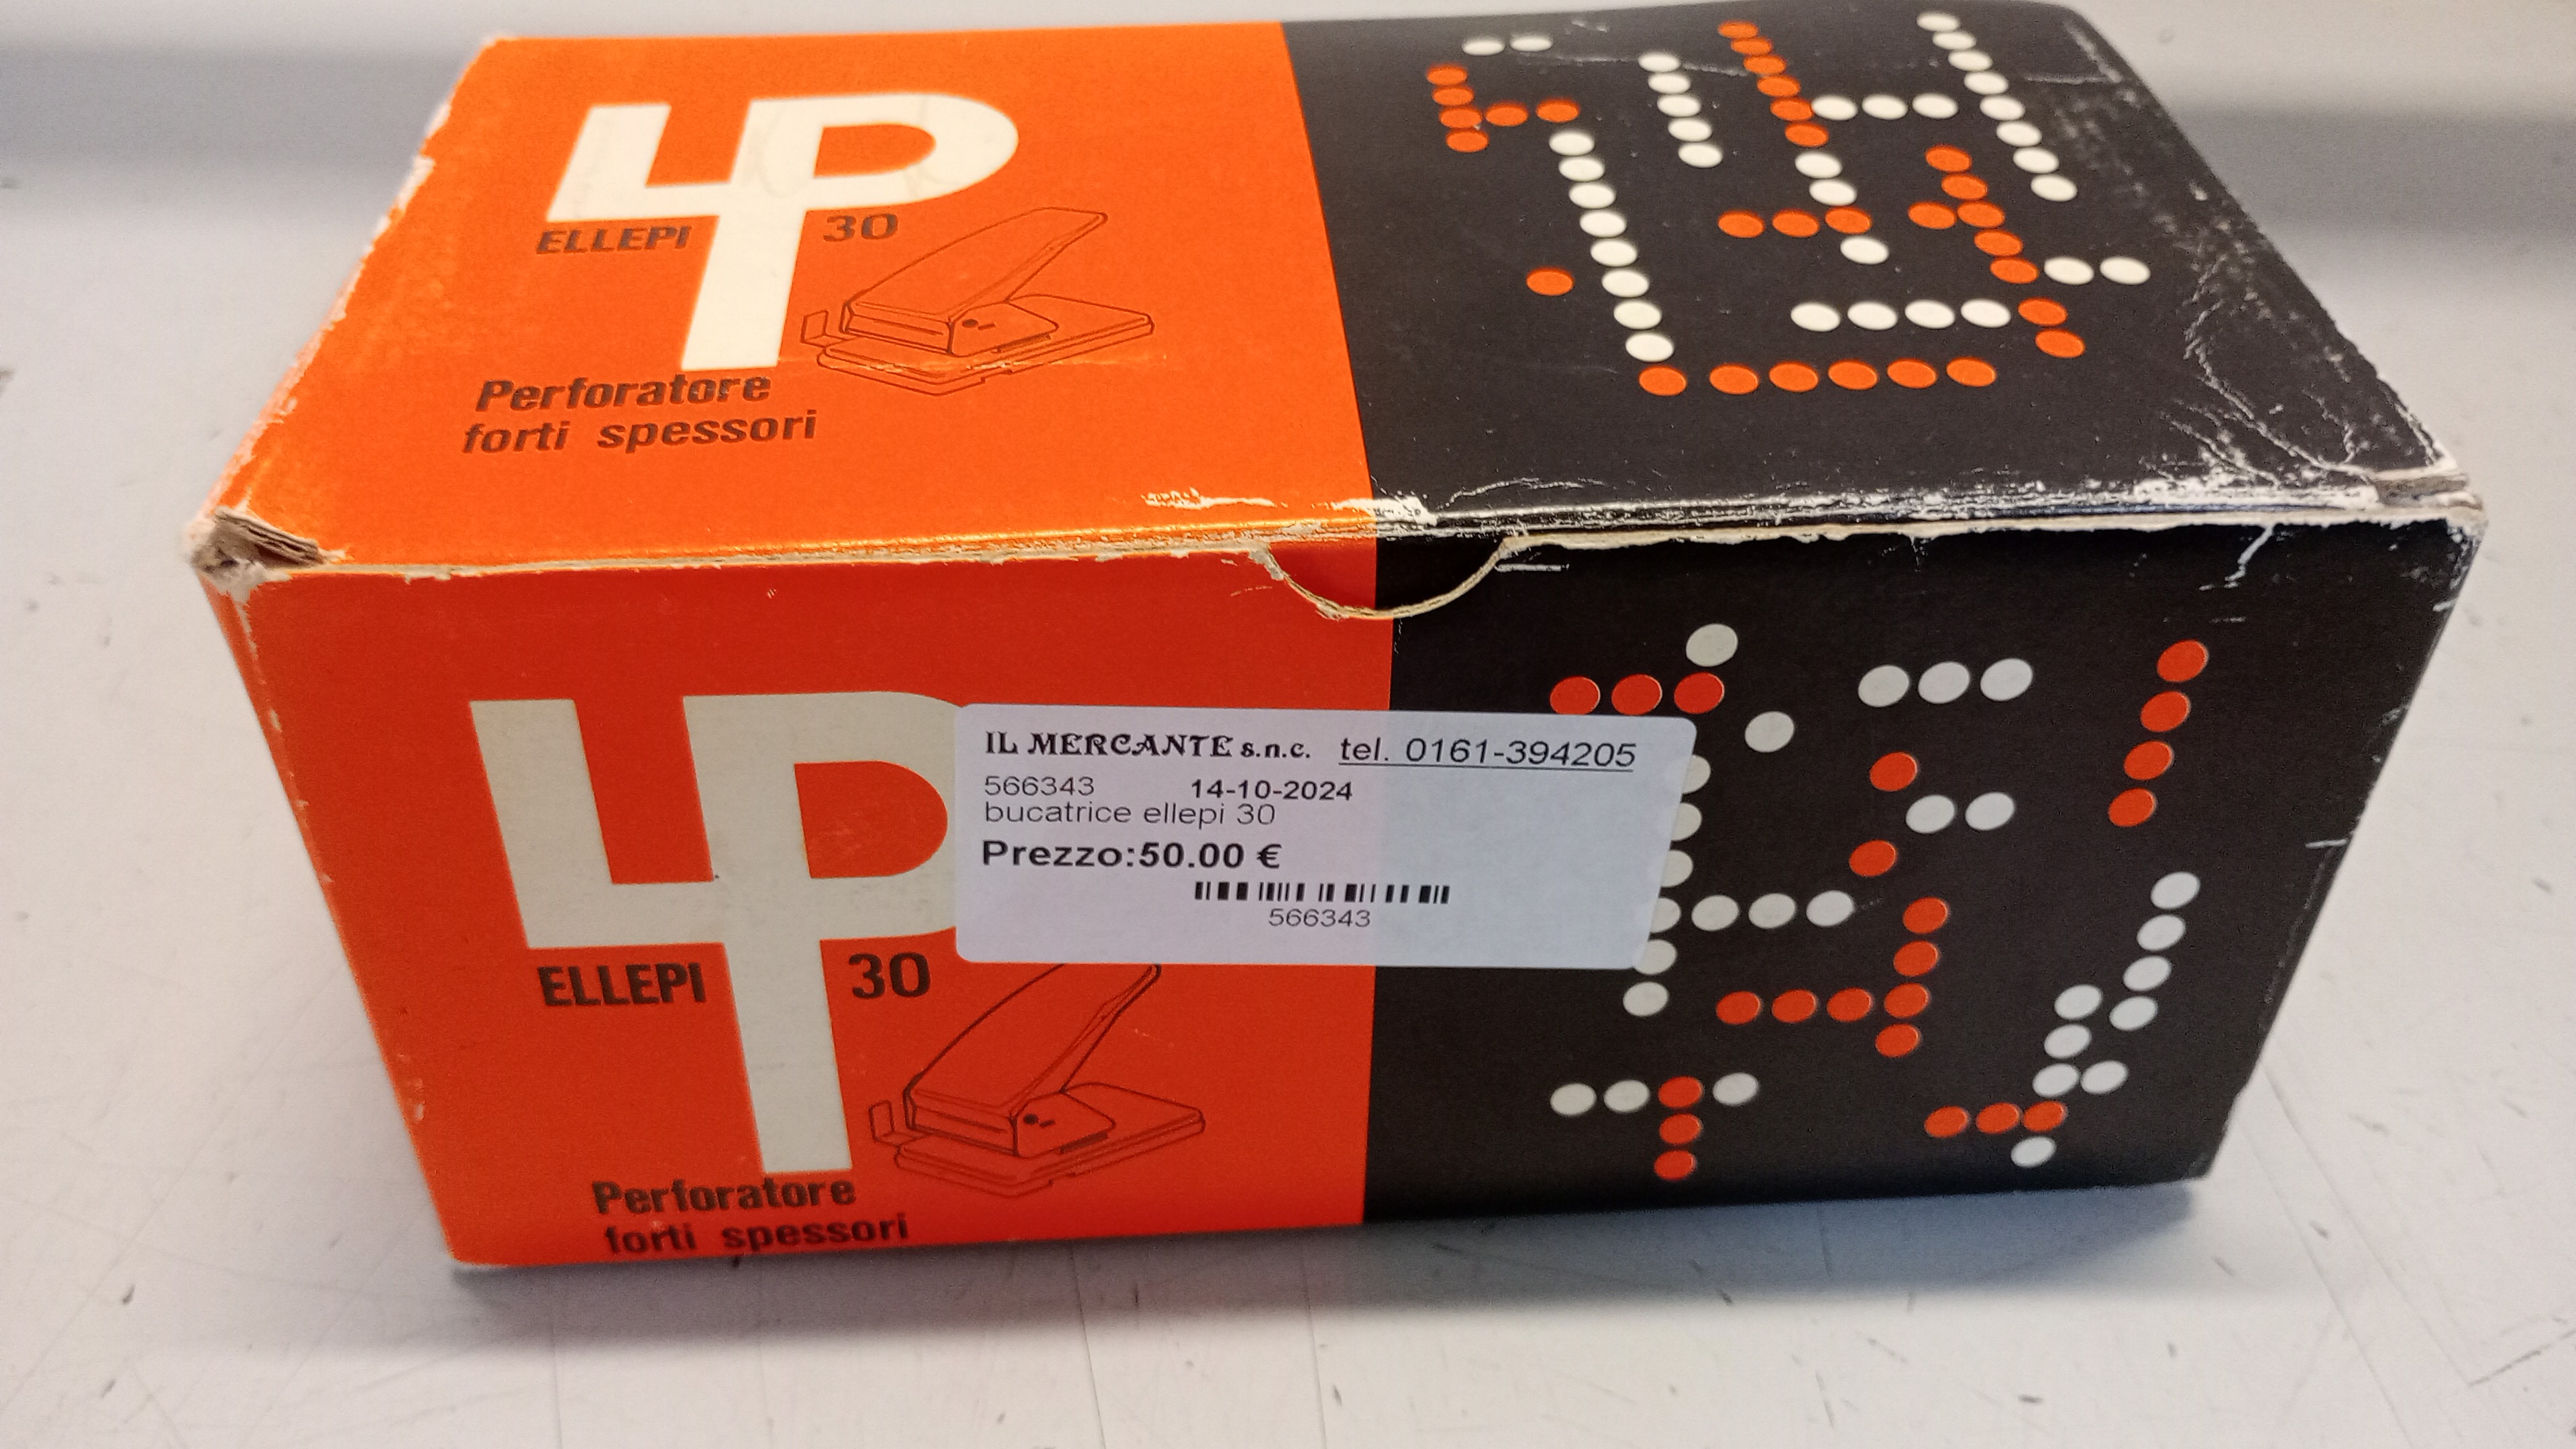 LP
ELLEPI 30
Perforatore
forti spessori
LP
IL MERCANTE s.n.c. tel. 0161-394205
566343 14-10-2024
bucatrice ellepi 30
Prezzo:50.00 €
566343
ELLEPI 30
Perforatore
forti spessori